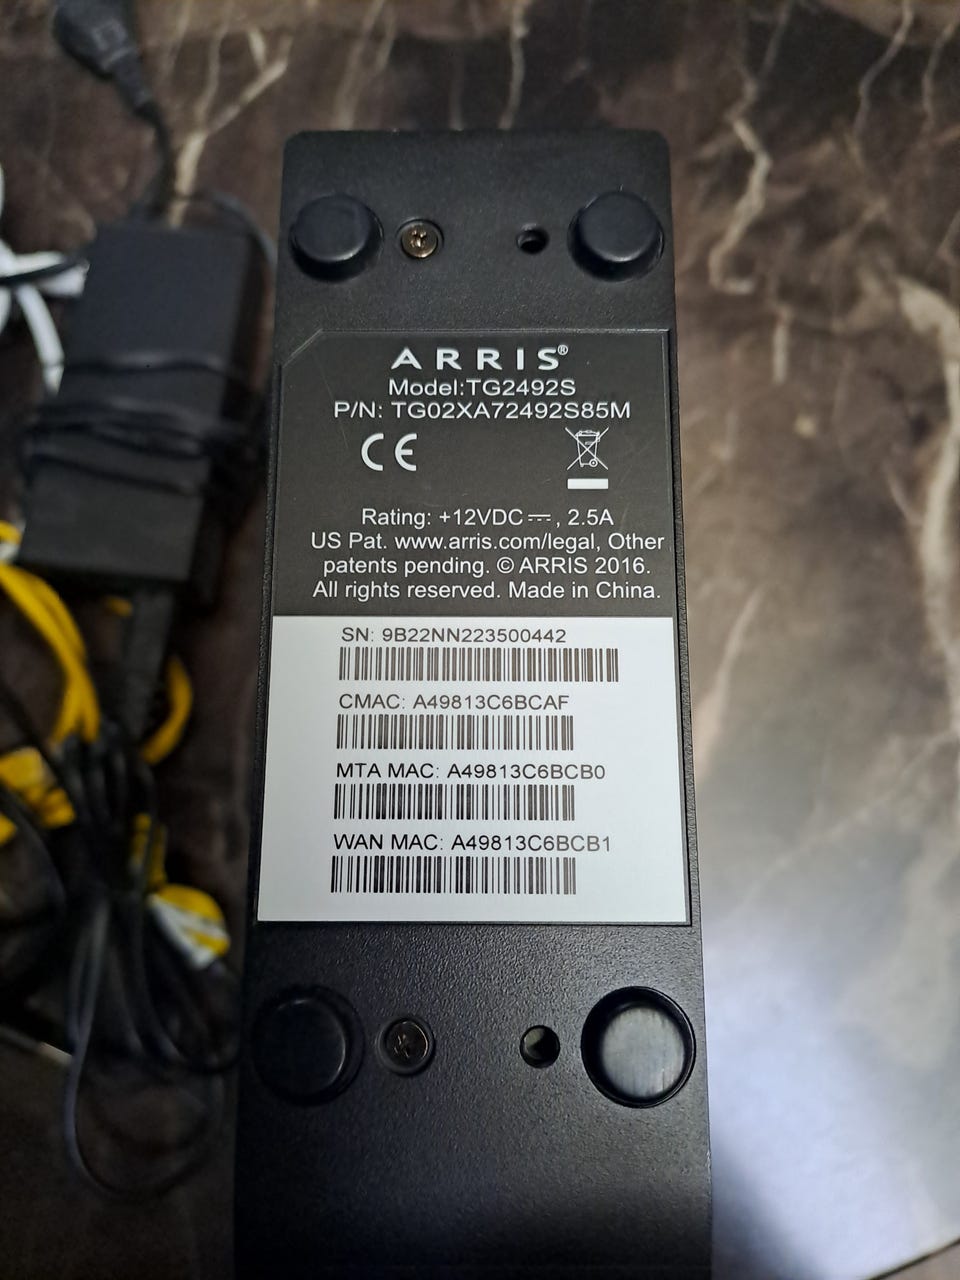 ARRIS®
Model:TG2492S
P/N: TG02XA72492S85M
CE
Rating: +12VDC⎓, 2.5A
US Pat. www.arris.com/legal, Other
patents pending. © ARRIS 2016.
All rights reserved. Made in China.
SN: 9B22NN223500442
CMAC: A49813C6BCAF
MTA MAC: A49813C6BCB0
WAN MAC: A49813C6BCB1